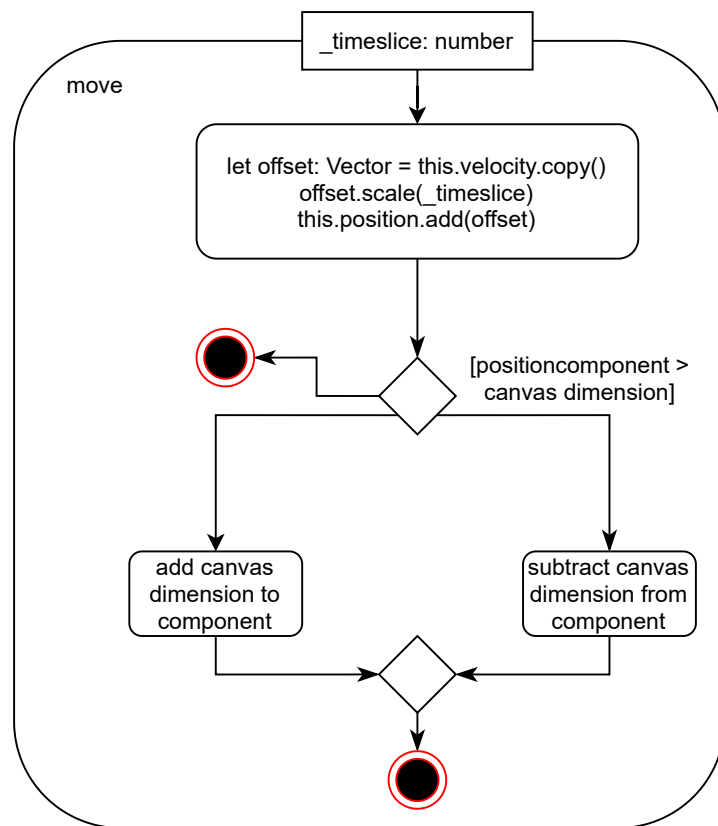 _timeslice: number
move
let offset: Vector = this.velocity.copy()
offset.scale(_timeslice)
this.position.add(offset)
[positioncomponent >
canvas dimension]
add canvas
dimension to
component
subtract canvas
dimension from
component